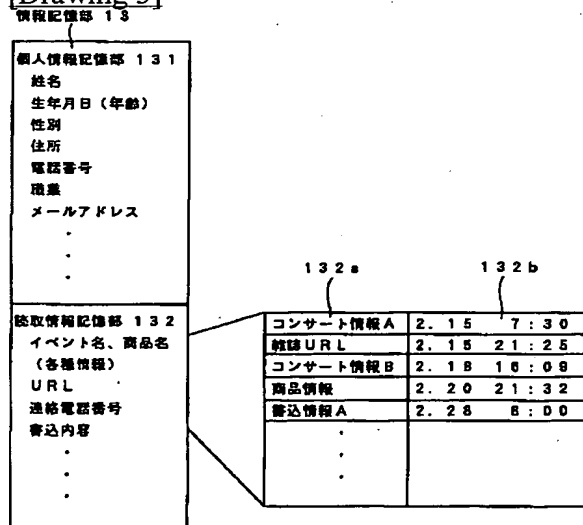 [Drawing 3]
情報記憶部 13
個人情報記憶部 131
姓名
生年月日(年齢)
性別
住所
電話番号
職業
メールアドレス
132a 132b
読取情報記憶部 132
イベント名、商品名
(各種情報)
URL
連絡電話番号
書込内容
コンサート情報A 2.15 7:30
雑誌URL 2.15 21:25
コンサート情報B 2.18 16:09
商品情報 2.20 21:32
書込情報A 2.28 6:00